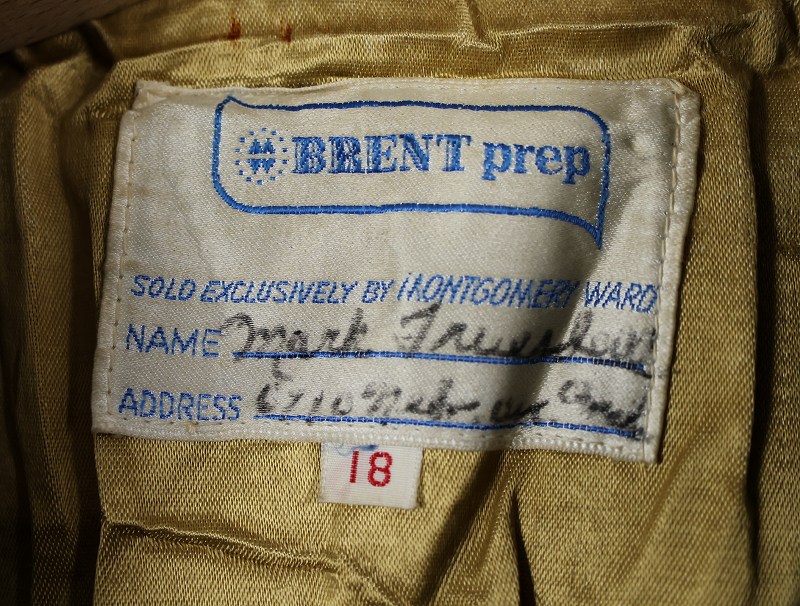 BRENT prep
SOLD EXCLUSIVELY BY MONTGOMERY WARD
NAME Mark
ADDRESS
18